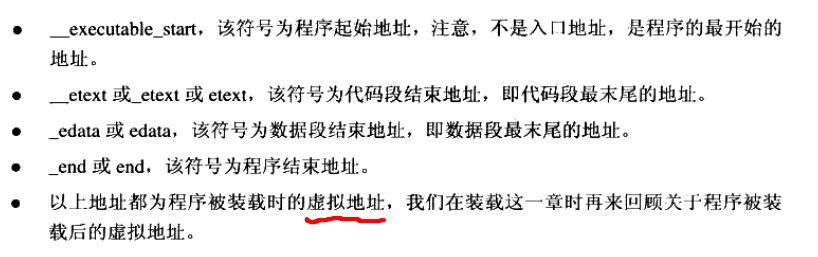 ● __executable_start，该符号为程序起始地址，注意，不是入口地址，是程序的最开始的
地址。
● __etext 或_etext 或 etext，该符号为代码段结束地址，即代码段最末尾的地址。
● _edata 或 edata，该符号为数据段结束地址，即数据段最末尾的地址。
● _end 或 end，该符号为程序结束地址。
● 以上地址都为程序被装载时的虚拟地址，我们在装载这一章时再来回顾关于程序被装
载后的虚拟地址。